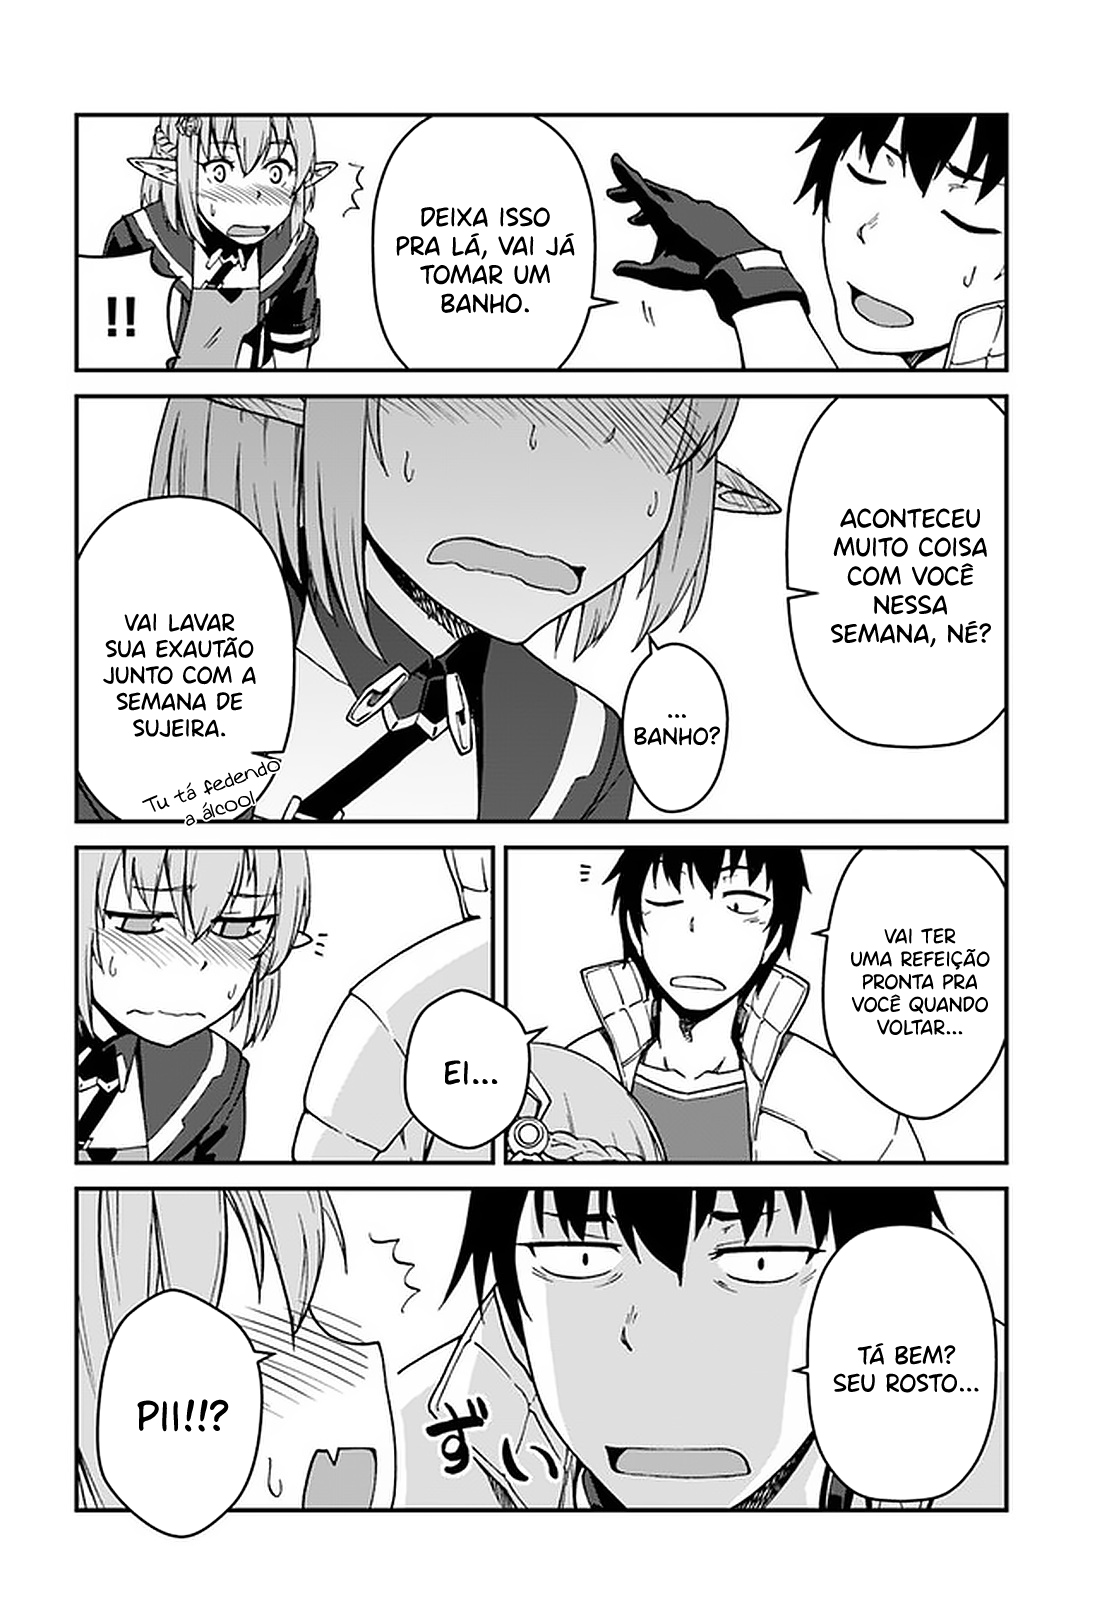 DEIXA ISSO
PRA LÁ, VAI JÁ
TOMAR UM
BANHO.
!!
ACONTECEU
MUITO COISA
COM VOCÊ
NESSA
SEMANA, NÉ?
...
BANHO?
VAI LAVAR
SUA EXAUTÃO
JUNTO COM A
SEMANA DE
SUJEIRA.
Tu tá fedendo
a álcool
VAI TER
UMA REFEIÇÃO
PRONTA PRA
VOCÊ QUANDO
VOLTAR...
EI...
TÁ BEM?
SEU ROSTO...
ずい
PII!!?